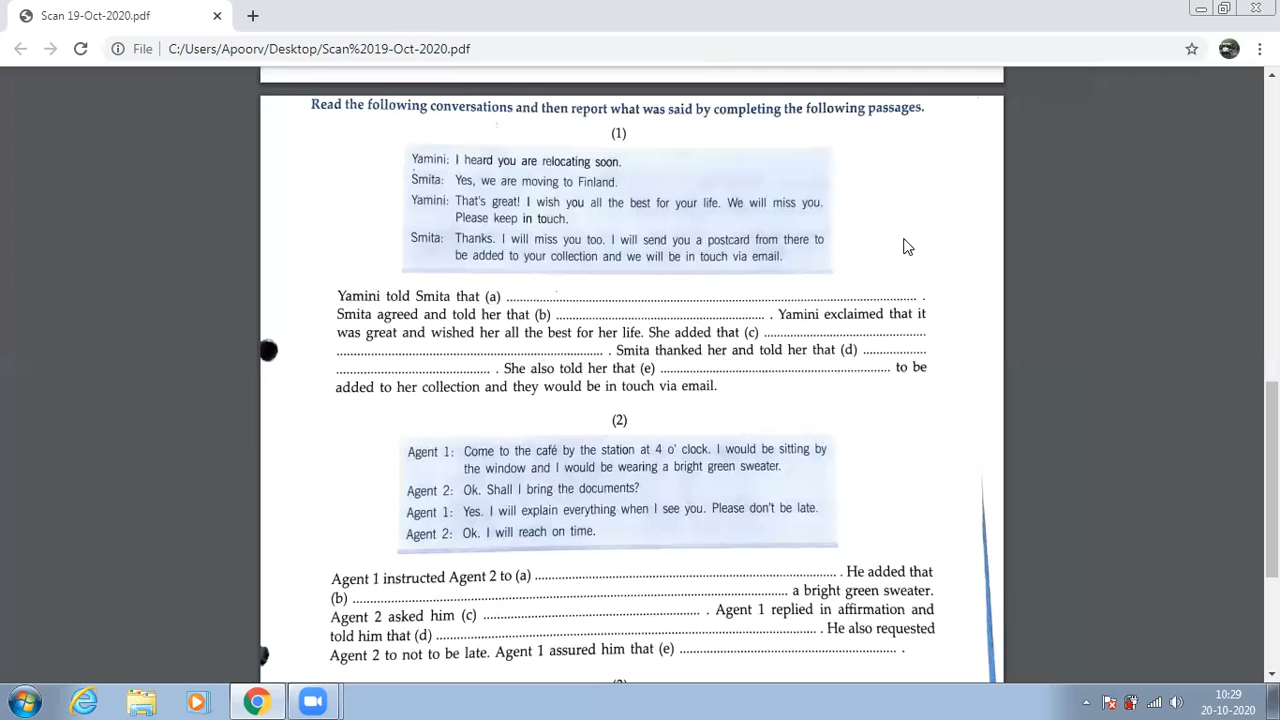 Scan 19-Oct-2020.pdf
File C:/Users/Apoorv/Desktop/Scan%2019-Oct-2020.pdf
Read the following conversations and then report what was said by completing the following passages.
(1)
Yamini: I heard you are relocating soon.
Smita: Yes, we are moving to Finland.
Yamini: That's great! I wish you all the best for your life. We will miss you.
Please keep in touch.
Smita: Thanks. I will miss you too. I will send you a postcard from there to
be added to your collection and we will be in touch via email.
Yamini told Smita that (a) .......... .
Smita agreed and told her that (b) .......... . Yamini exclaimed that it
was great and wished her all the best for her life. She added that (c) ..........
.......... . Smita thanked her and told her that (d) ..........
.......... . She also told her that (e) .......... to be
added to her collection and they would be in touch via email.
(2)
Agent 1: Come to the café by the station at 4 o' clock. I would be sitting by
the window and I would be wearing a bright green sweater.
Agent 2: Ok. Shall I bring the documents?
Agent 1: Yes. I will explain everything when I see you. Please don't be late.
Agent 2: Ok. I will reach on time.
Agent 1 instructed Agent 2 to (a) .......... . He added that
(b) .......... a bright green sweater.
Agent 2 asked him (c) .......... . Agent 1 replied in affirmation and
told him that (d) .......... . He also requested
Agent 2 to not to be late. Agent 1 assured him that (e) .......... .
10:29
20-10-2020